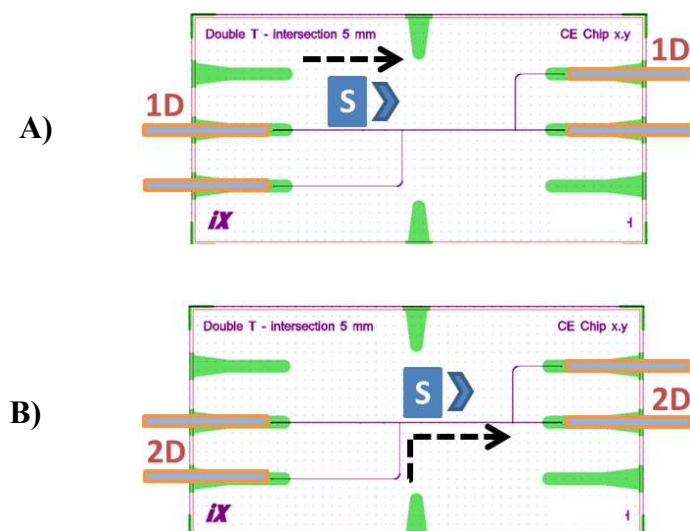 Double T - intersection 5 mm
CE Chip x.y
1D
1D
S
A)
iX
Double T - intersection 5 mm
CE Chip x.y
S
B)
2D
2D
iX